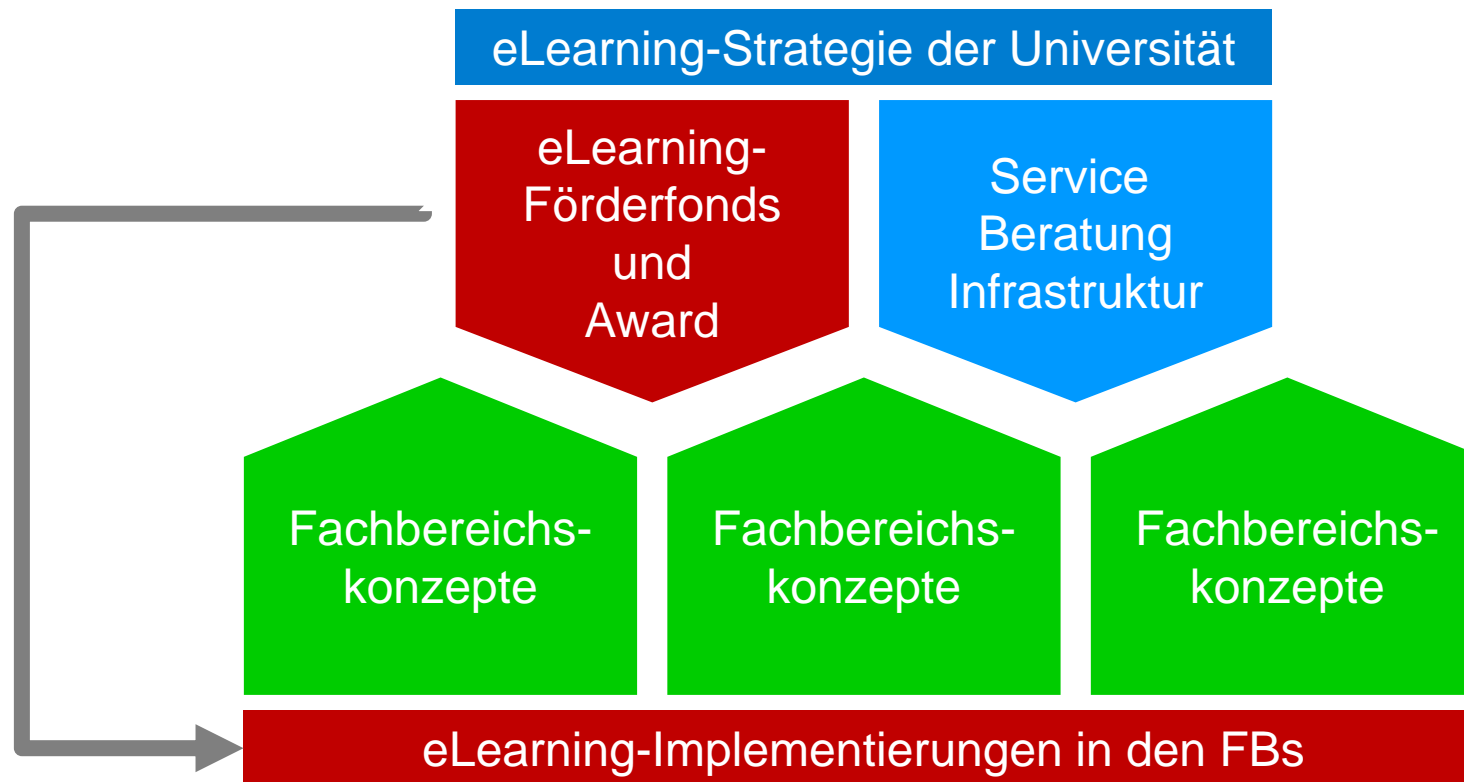 eLearning-Strategie der Universität
eLearning-
Förderfonds
und
Award
Service
Beratung
Infrastruktur
Fachbereichs-
konzepte
Fachbereichs-
konzepte
Fachbereichs-
konzepte
eLearning-Implementierungen in den FBs